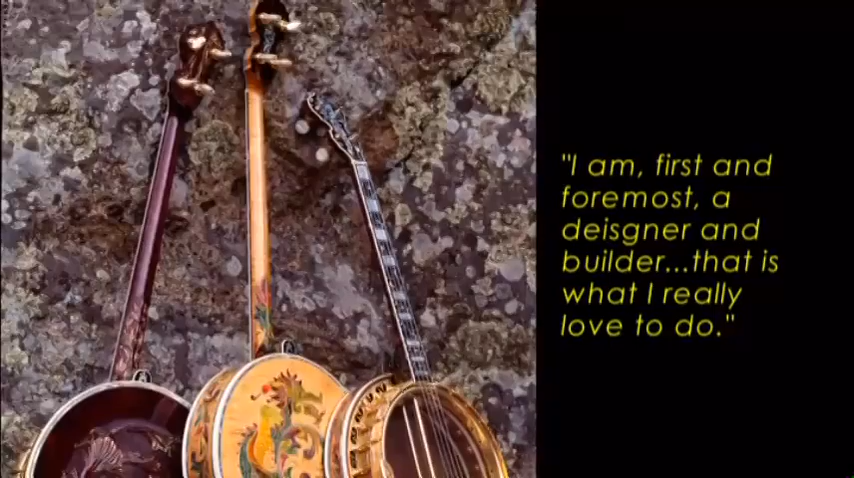 "I am, first and
foremost, a
deisgner and
builder...that is
what I really
love to do."